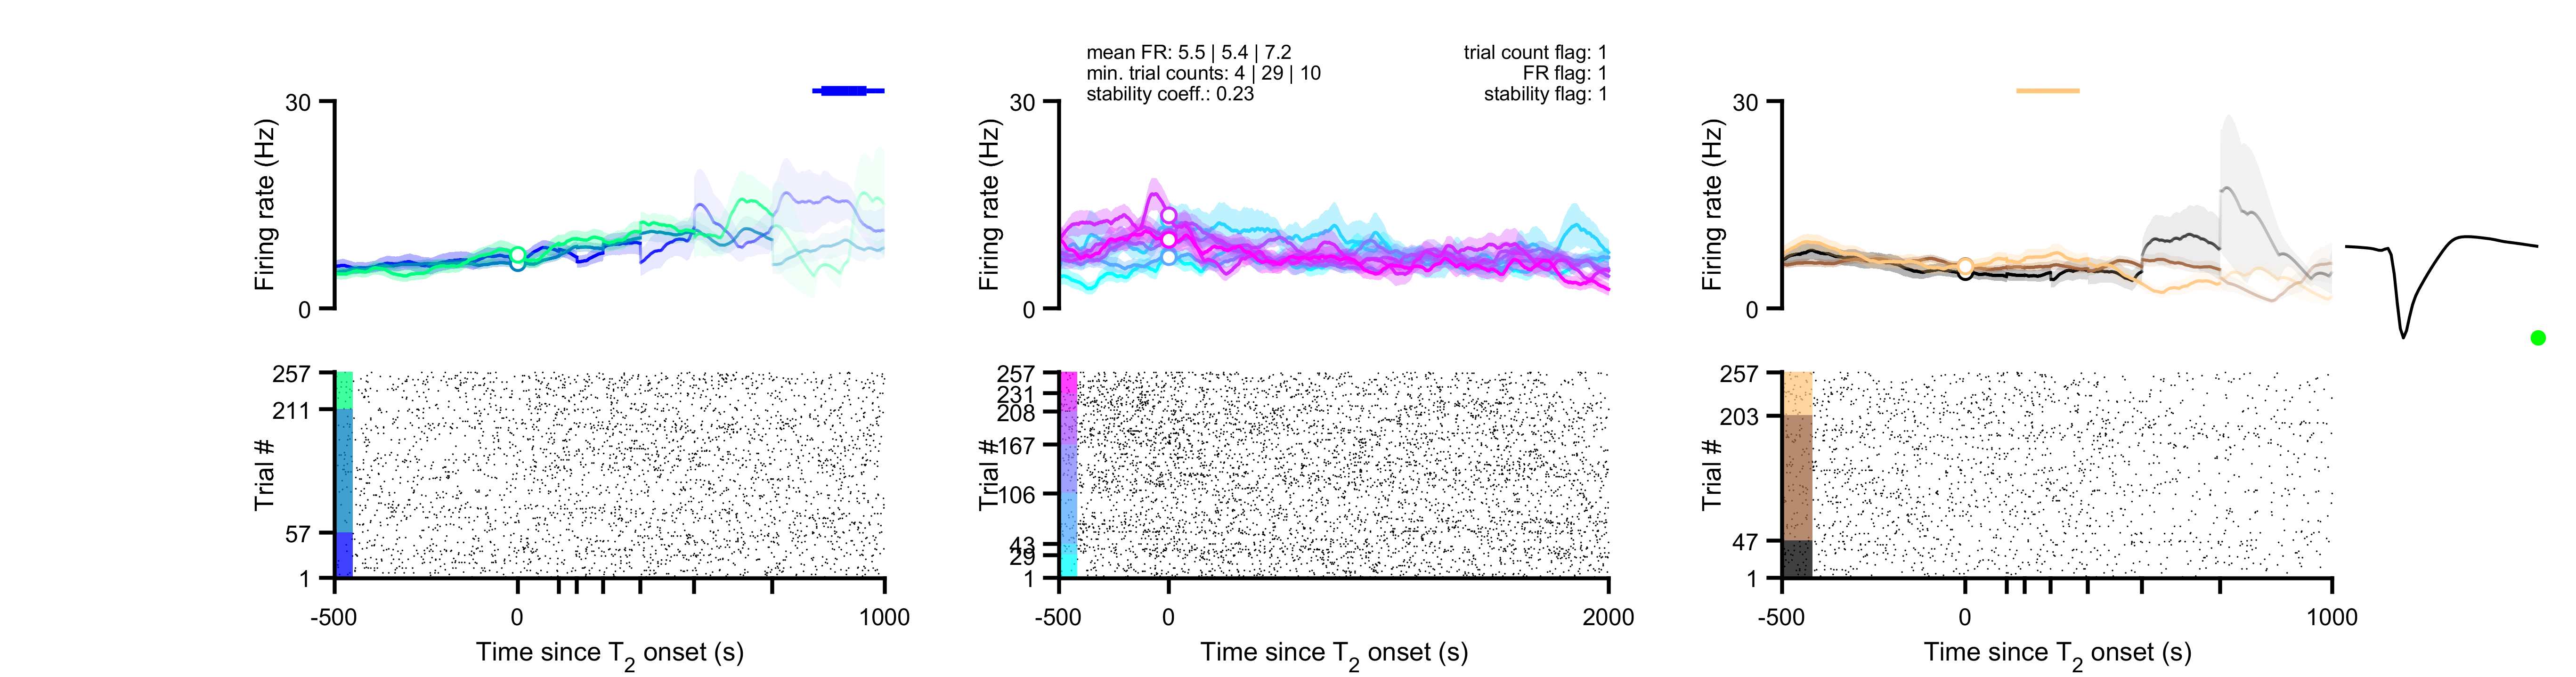 mean FR: 5.5 | 5.4 | 7.2
min. trial counts: 4 | 29 | 10
stability coeff.: 0.23
trial count flag: 1
FR flag: 1
stability flag: 1
30
Firing rate (Hz)
0
257
211
Trial #
57
1
-500
0
1000
Time since T2 onset (s)
30
Firing rate (Hz)
0
257
231
208
167
Trial #
106
43
29
1
-500
0
2000
Time since T2 onset (s)
30
Firing rate (Hz)
0
257
203
Trial #
47
1
-500
0
1000
Time since T2 onset (s)